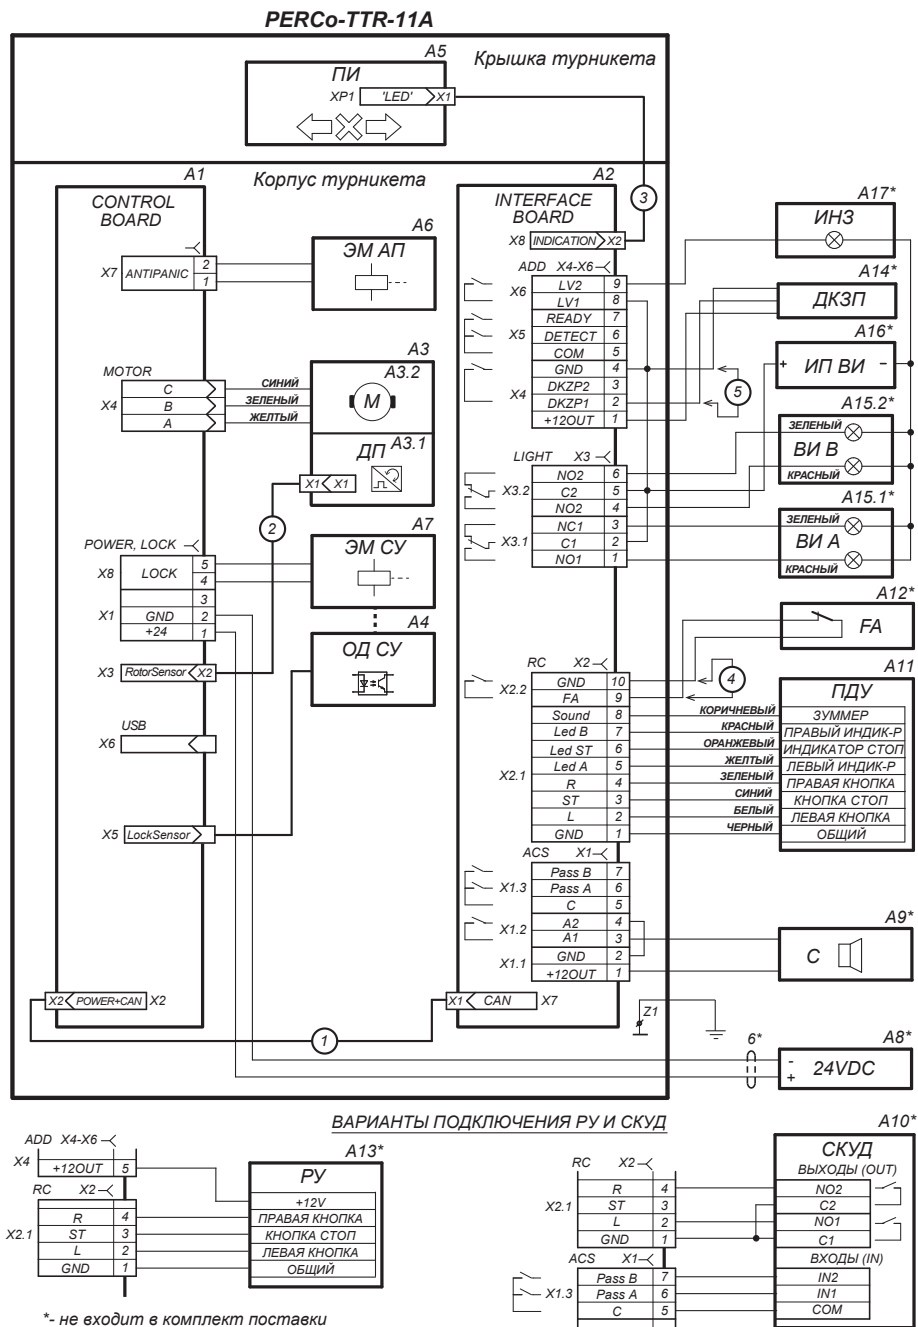 PERCo-TTR-11A
A5
Крышка турникета
ПИ
XP1 'LED' X1
A1
Корпус турникета
A2
3
CONTROL
BOARD
INTERFACE
BOARD
A17*
ИНЗ
A6
ЭМ АП
X8 INDICATION X2
X7 ANTIPANIC 2
1
ADD X4-X6
X6 LV2 9
LV1 8
X5 READY 7
DETECT 6
COM 5
X4 GND 4
DKZP2 3
DKZP1 2
+12OUT 1
A14*
ДКЗП
A16*
+ ИП ВИ -
5
A3
A3.2
M
MOTOR
X4 C СИНИЙ
B ЗЕЛЕНЫЙ
A ЖЕЛТЫЙ
ДП A3.1
X1 X1
2
A15.2*
ЗЕЛЕНЫЙ
ВИ В
КРАСНЫЙ
LIGHT X3
X3.2 NO2 6
C2 5
NO2 4
X3.1 NC1 3
C1 2
NO1 1
A15.1*
ЗЕЛЕНЫЙ
ВИ А
КРАСНЫЙ
A7
ЭМ СУ
POWER, LOCK
X8 LOCK 5
4
3
X1 GND 2
+24 1
A4
ОД СУ
A12*
FA
X3 RotorSensor X2
USB
X6
X5 LockSensor
RC X2
X2.2 GND 10
FA 9
4
X2.1
Sound 8 КОРИЧНЕВЫЙ
Led B 7 КРАСНЫЙ
Led ST 6 ОРАНЖЕВЫЙ
Led A 5 ЖЕЛТЫЙ
R 4 ЗЕЛЕНЫЙ
ST 3 СИНИЙ
L 2 БЕЛЫЙ
GND 1 ЧЕРНЫЙ
A11
ПДУ
ЗУММЕР
ПРАВЫЙ ИНДИК-Р
ИНДИКАТОР СТОП
ЛЕВЫЙ ИНДИК-Р
ПРАВАЯ КНОПКА
КНОПКА СТОП
ЛЕВАЯ КНОПКА
ОБЩИЙ
ACS X1
X1.3 Pass B 7
Pass A 6
C 5
X1.2 A2 4
A1 3
X1.1 GND 2
+12OUT 1
A9*
C
X2 POWER+CAN X2
X1 CAN X7
1
Z1
6*
A8*
- 24VDC
+
ВАРИАНТЫ ПОДКЛЮЧЕНИЯ РУ И СКУД
ADD X4-X6
X4 +12OUT 5
RC X2
X2.1 R 4
ST 3
L 2
GND 1
A13*
РУ
+12V
ПРАВАЯ КНОПКА
КНОПКА СТОП
ЛЕВАЯ КНОПКА
ОБЩИЙ
RC X2
X2.1 R 4
ST 3
L 2
GND 1
ACS X1
X1.3 Pass B 7
Pass A 6
C 5
A10*
СКУД
ВЫХОДЫ (OUT)
NO2
C2
NO1
C1
ВХОДЫ (IN)
IN2
IN1
COM
*- не входит в комплект поставки